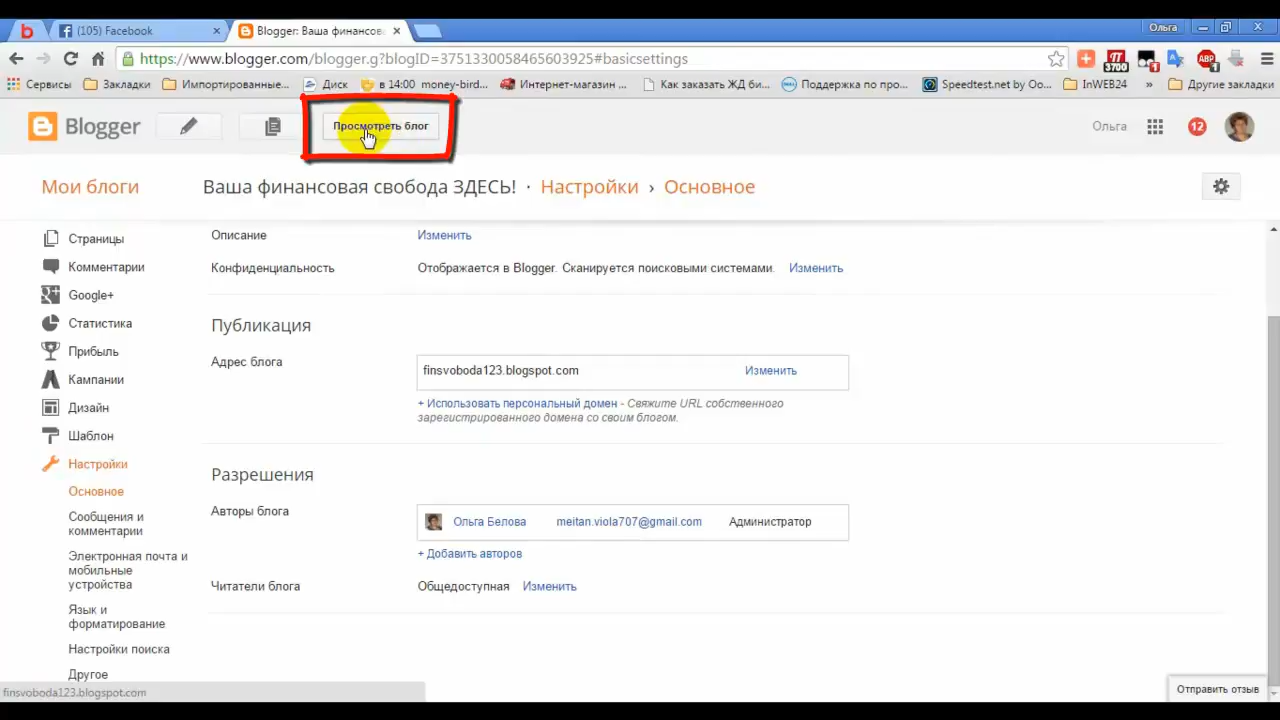 (105) Facebook
Blogger: Ваша финансов
Ольга
https://www.blogger.com/blogger.g?blogID=3751330058465603925#basicsettings
3700
1
ABP
1
Сервисы
Закладки
Импортированные...
Диск
в 14:00 money-bird...
Интернет-магазин ...
Как заказать ЖД би...
Поддержка по про...
Speedtest.net by Oo...
InWEB24
»
Другие закладки
Blogger
Просмотреть блог
Ольга
12
Мои блоги
Ваша финансовая свобода ЗДЕСЬ! · Настройки › Основное
Страницы
Комментарии
Google+
Статистика
Прибыль
Кампании
Дизайн
Шаблон
Настройки
Основное
Сообщения и
комментарии
Электронная почта и
мобильные
устройства
Язык и
форматирование
Настройки поиска
Другое
Описание
Изменить
Конфиденциальность
Отображается в Blogger. Сканируется поисковыми системами. Изменить
Публикация
Адрес блога
finsvoboda123.blogspot.com
Изменить
+ Использовать персональный домен - Свяжите URL собственного
зарегистрированного домена со своим блогом.
Разрешения
Авторы блога
Ольга Белова
meitan.viola707@gmail.com
Администратор
+ Добавить авторов
Читатели блога
Общедоступная Изменить
finsvoboda123.blogspot.com
Отправить отзыв